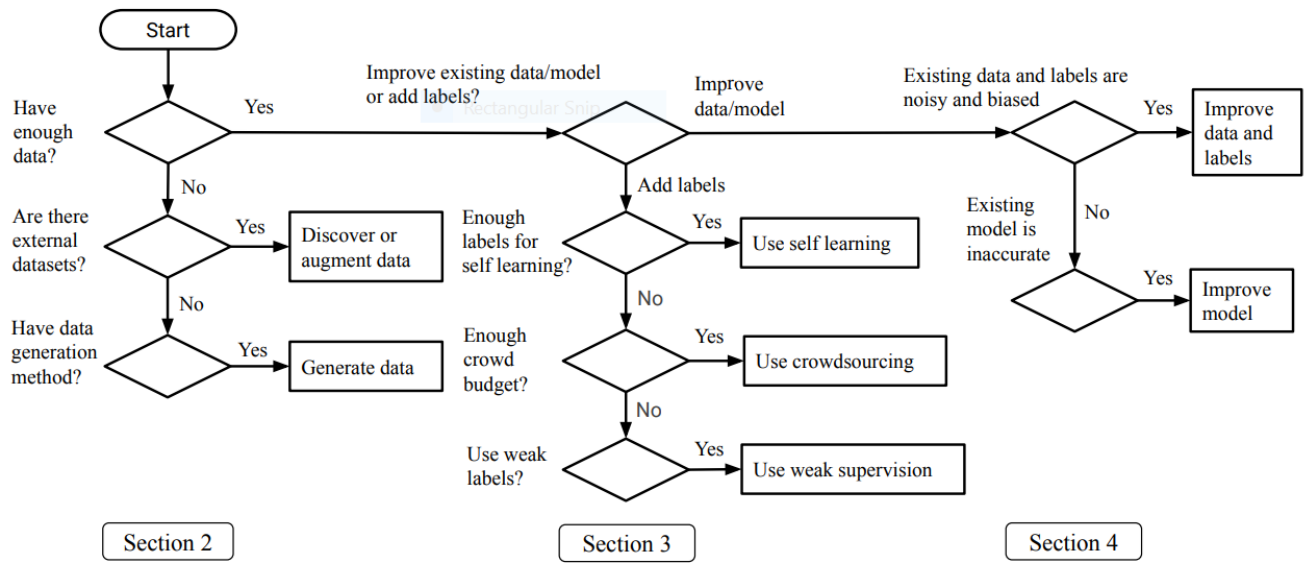 Start
Have
enough
data?
Yes
No
Are there
external
datasets?
Yes
Discover or
augment data
No
Have data
generation
method?
Yes
Generate data
Section 2
Improve existing data/model
or add labels?
Rectangular Snip
Improve
data/model
Add labels
Enough
labels for
self learning?
Yes
Use self learning
No
Enough
crowd
budget?
Yes
Use crowdsourcing
No
Use weak
labels?
Yes
Use weak supervision
Section 3
Existing data and labels are
noisy and biased
Yes
Improve
data and
labels
No
Existing
model is
inaccurate
Yes
Improve
model
Section 4